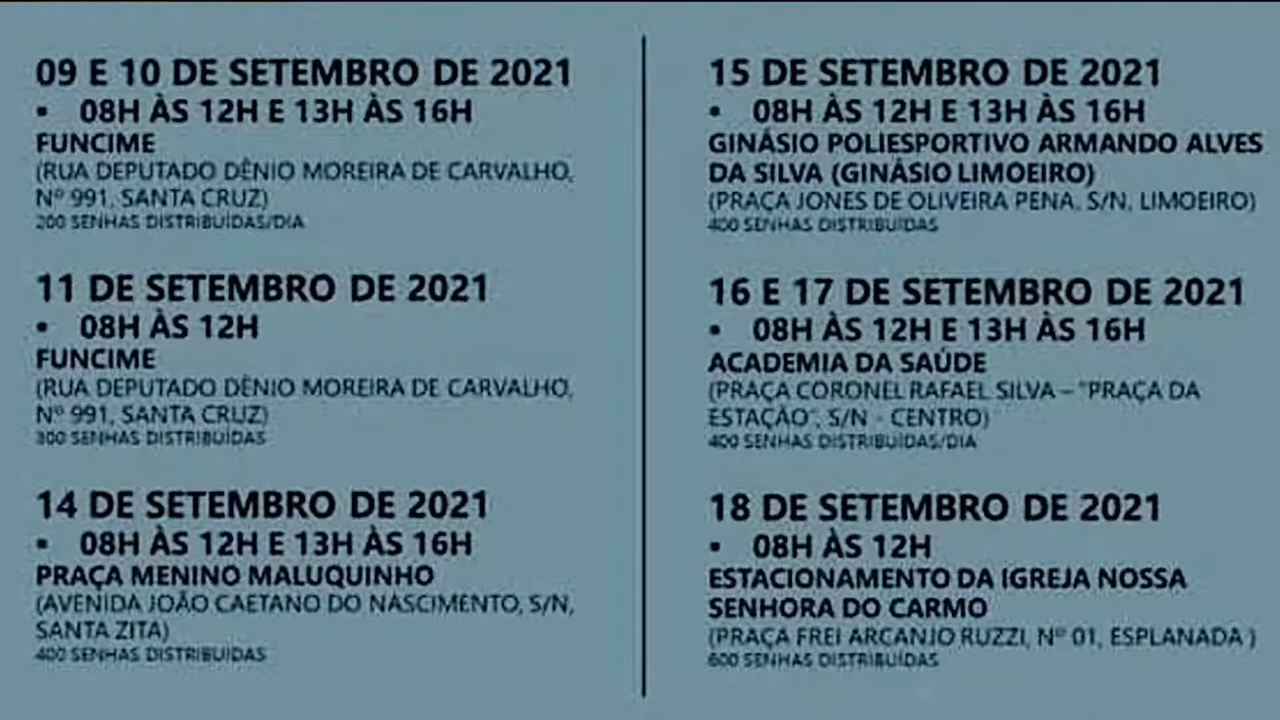 09 E 10 DE SETEMBRO DE 2021
• 08H ÀS 12H E 13H ÀS 16H
FUNCIME
(RUA DEPUTADO DÊNIO MOREIRA DE CARVALHO,
Nº 991, SANTA CRUZ)
200 SENHAS DISTRIBUÍDAS/DIA
11 DE SETEMBRO DE 2021
• 08H ÀS 12H
FUNCIME
(RUA DEPUTADO DÊNIO MOREIRA DE CARVALHO,
Nº 991, SANTA CRUZ)
300 SENHAS DISTRIBUÍDAS
14 DE SETEMBRO DE 2021
• 08H ÀS 12H E 13H ÀS 16H
PRAÇA MENINO MALUQUINHO
(AVENIDA JOÃO CAETANO DO NASCIMENTO, S/N,
SANTA ZITA)
400 SENHAS DISTRIBUÍDAS
15 DE SETEMBRO DE 2021
• 08H ÀS 12H E 13H ÀS 16H
GINÁSIO POLIESPORTIVO ARMANDO ALVES
DA SILVA (GINÁSIO LIMOEIRO)
(PRAÇA JONES DE OLIVEIRA PENA, S/N, LIMOEIRO)
400 SENHAS DISTRIBUÍDAS
16 E 17 DE SETEMBRO DE 2021
• 08H ÀS 12H E 13H ÀS 16H
ACADEMIA DA SAÚDE
(PRAÇA CORONEL RAFAEL SILVA – "PRAÇA DA
ESTAÇÃO", S/N - CENTRO)
400 SENHAS DISTRIBUÍDAS/DIA
18 DE SETEMBRO DE 2021
• 08H ÀS 12H
ESTACIONAMENTO DA IGREJA NOSSA
SENHORA DO CARMO
(PRAÇA FREI ARCANJO RUZZI, Nº 01, ESPLANADA )
600 SENHAS DISTRIBUÍDAS